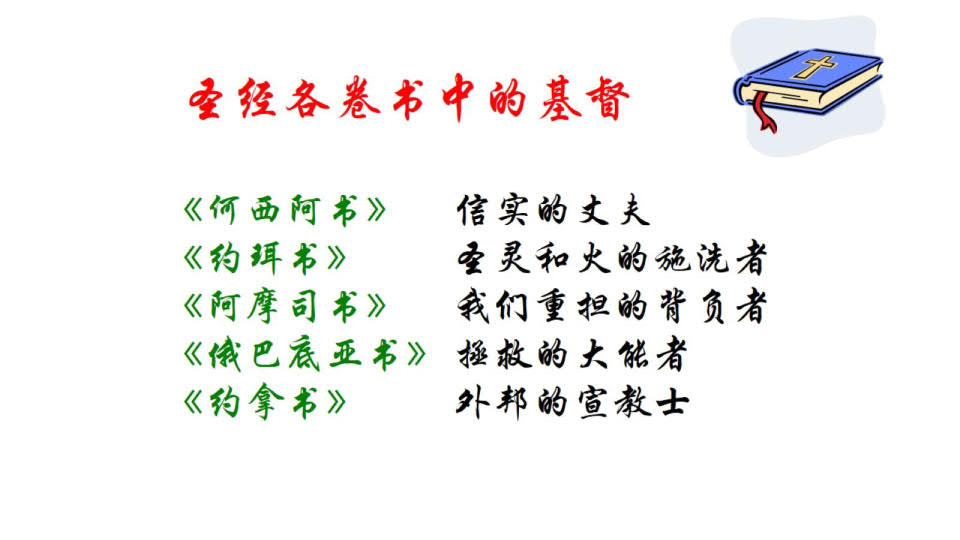 圣经各卷书中的基督
《何西阿书》 信实的丈夫
《约珥书》 圣灵和火的施洗者
《阿摩司书》 我们重担的背负者
《俄巴底亚书》 拯救的大能者
《约拿书》 外邦的宣教士